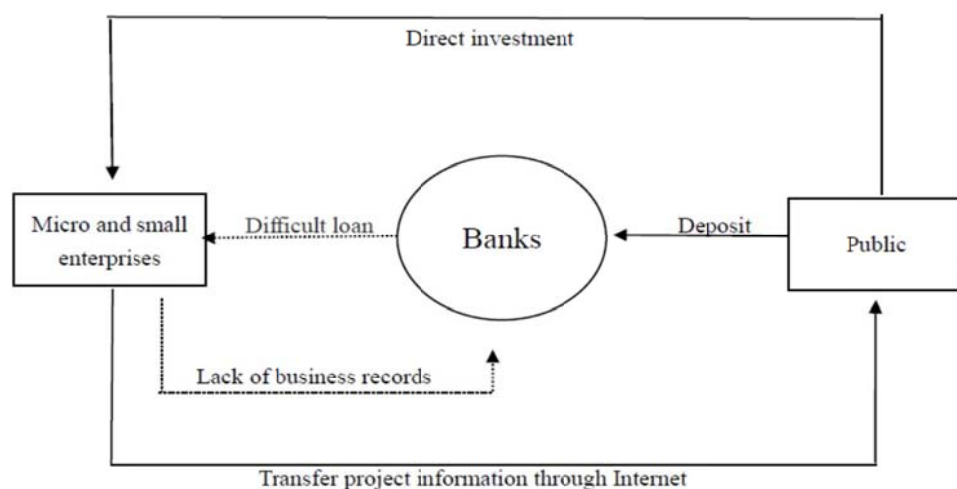 Direct investment
Micro and small
enterprises
Difficult loan
Banks
Deposit
Public
Lack of business records
Transfer project information through Internet